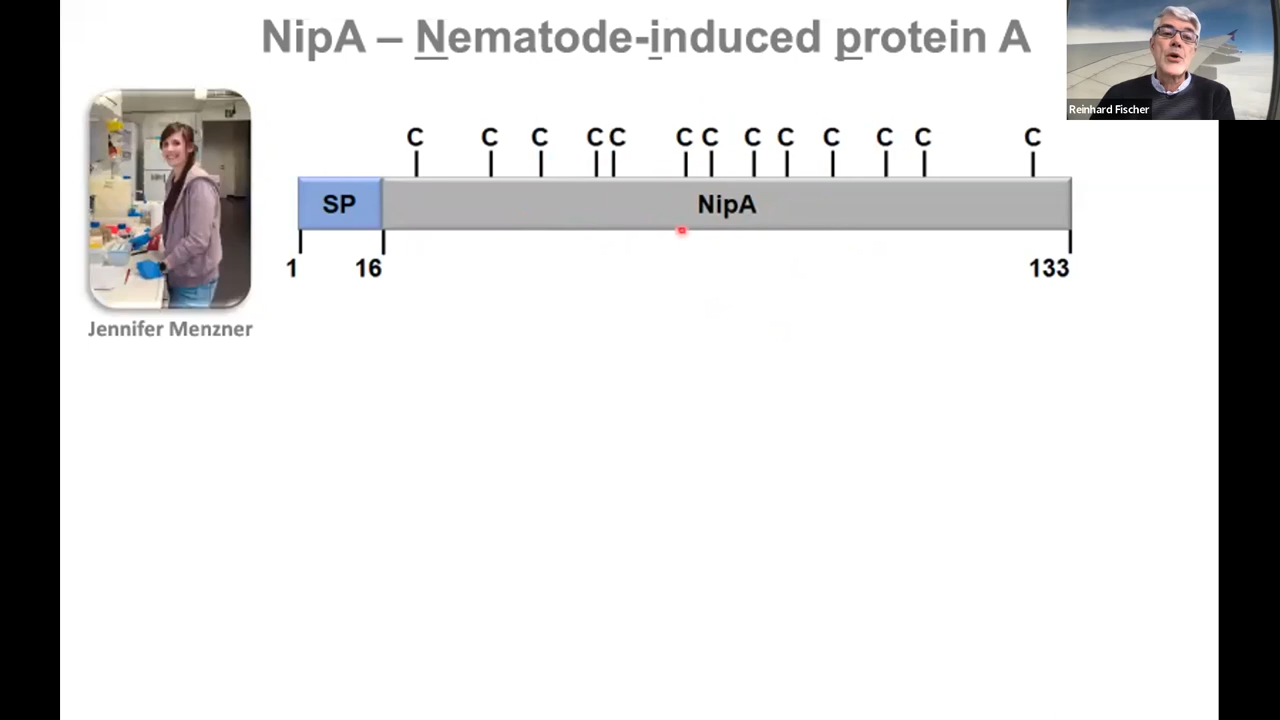 NipA – Nematode-induced protein A
Reinhard Fischer
C C C C C C C C C C C C C
SP NipA
1 16 133
Jennifer Menzner